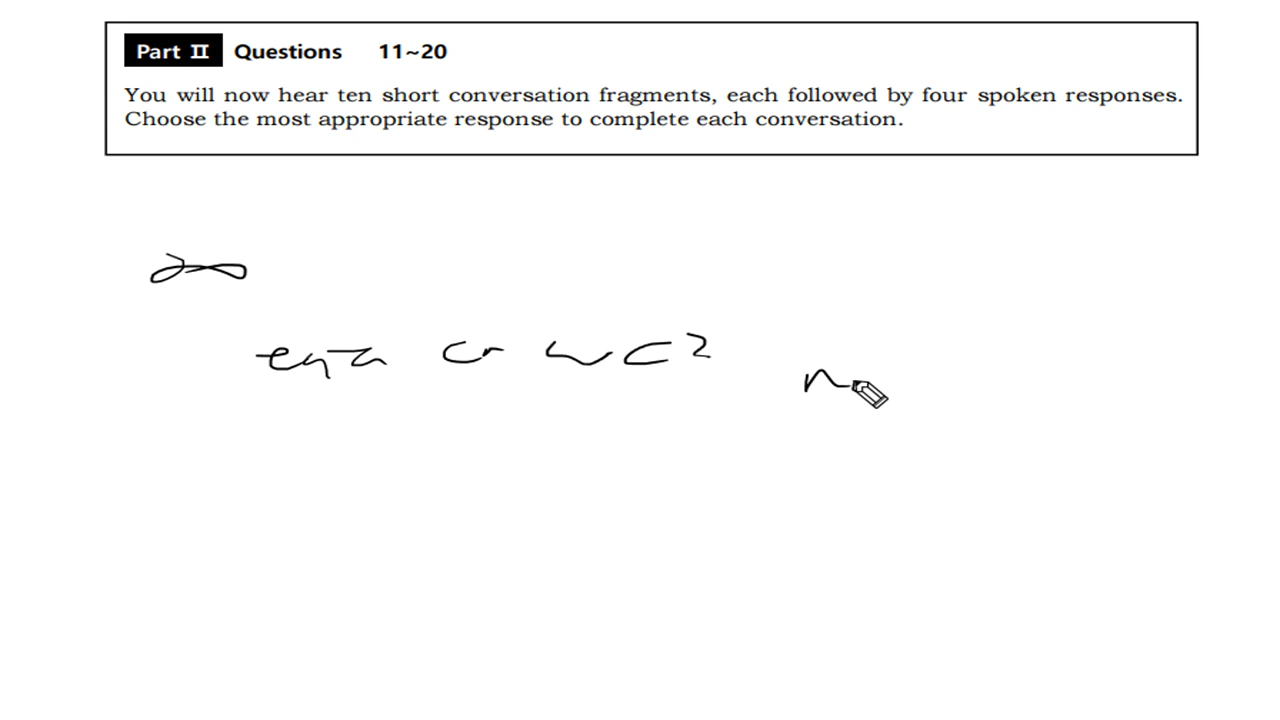 Part Ⅱ Questions 11~20
You will now hear ten short conversation fragments, each followed by four spoken responses.
Choose the most appropriate response to complete each conversation.